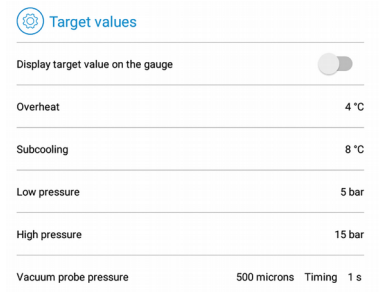 Target values
Display target value on the gauge
Overheat 4 °C
Subcooling 8 °C
Low pressure 5 bar
High pressure 15 bar
Vacuum probe pressure 500 microns Timing 1 s